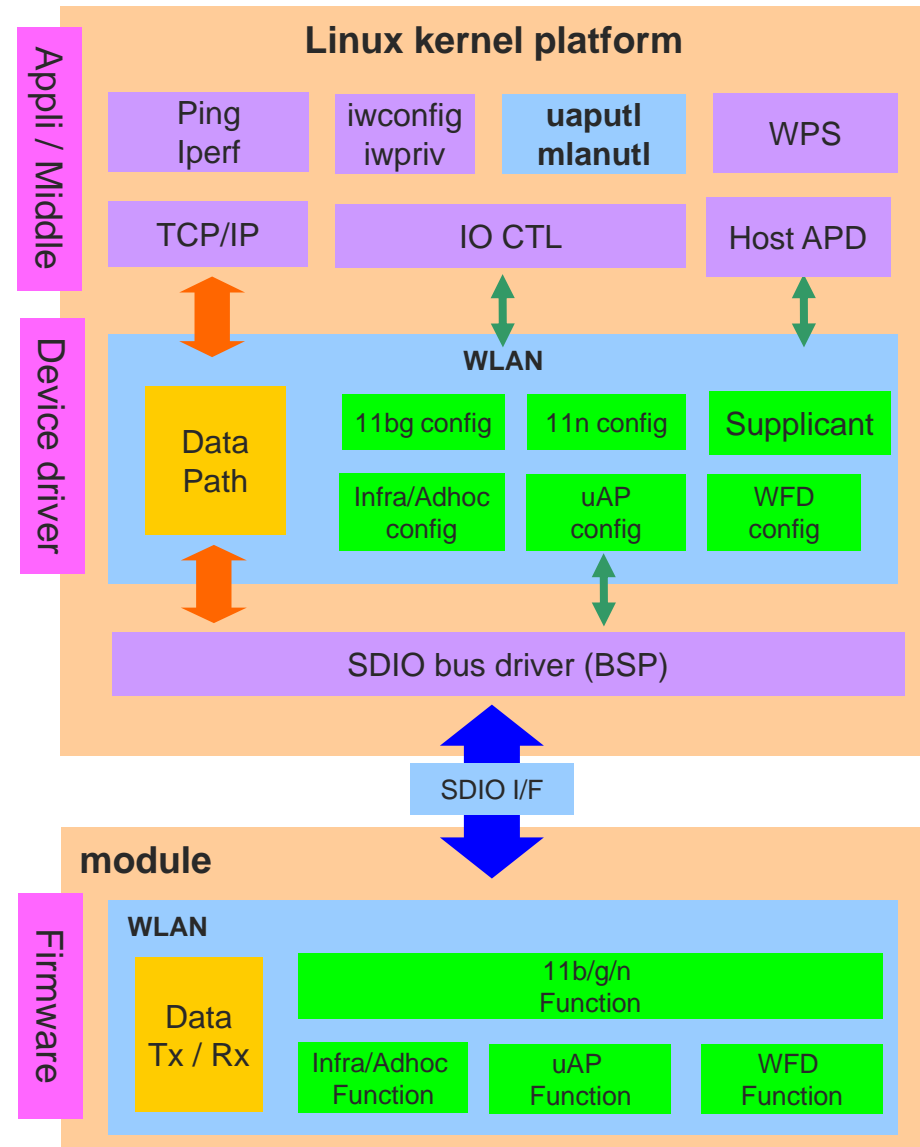 Linux kernel platform
Appli / Middle
Ping
Iperf
iwconfig
iwpriv
uaputl
mlanutl
WPS
TCP/IP
IO CTL
Host APD
Device driver
WLAN
Data
Path
11bg config
11n config
Supplicant
Infra/Adhoc
config
uAP
config
WFD
config
SDIO bus driver (BSP)
SDIO I/F
module
Firmware
WLAN
Data
Tx / Rx
11b/g/n
Function
Infra/Adhoc
Function
uAP
Function
WFD
Function